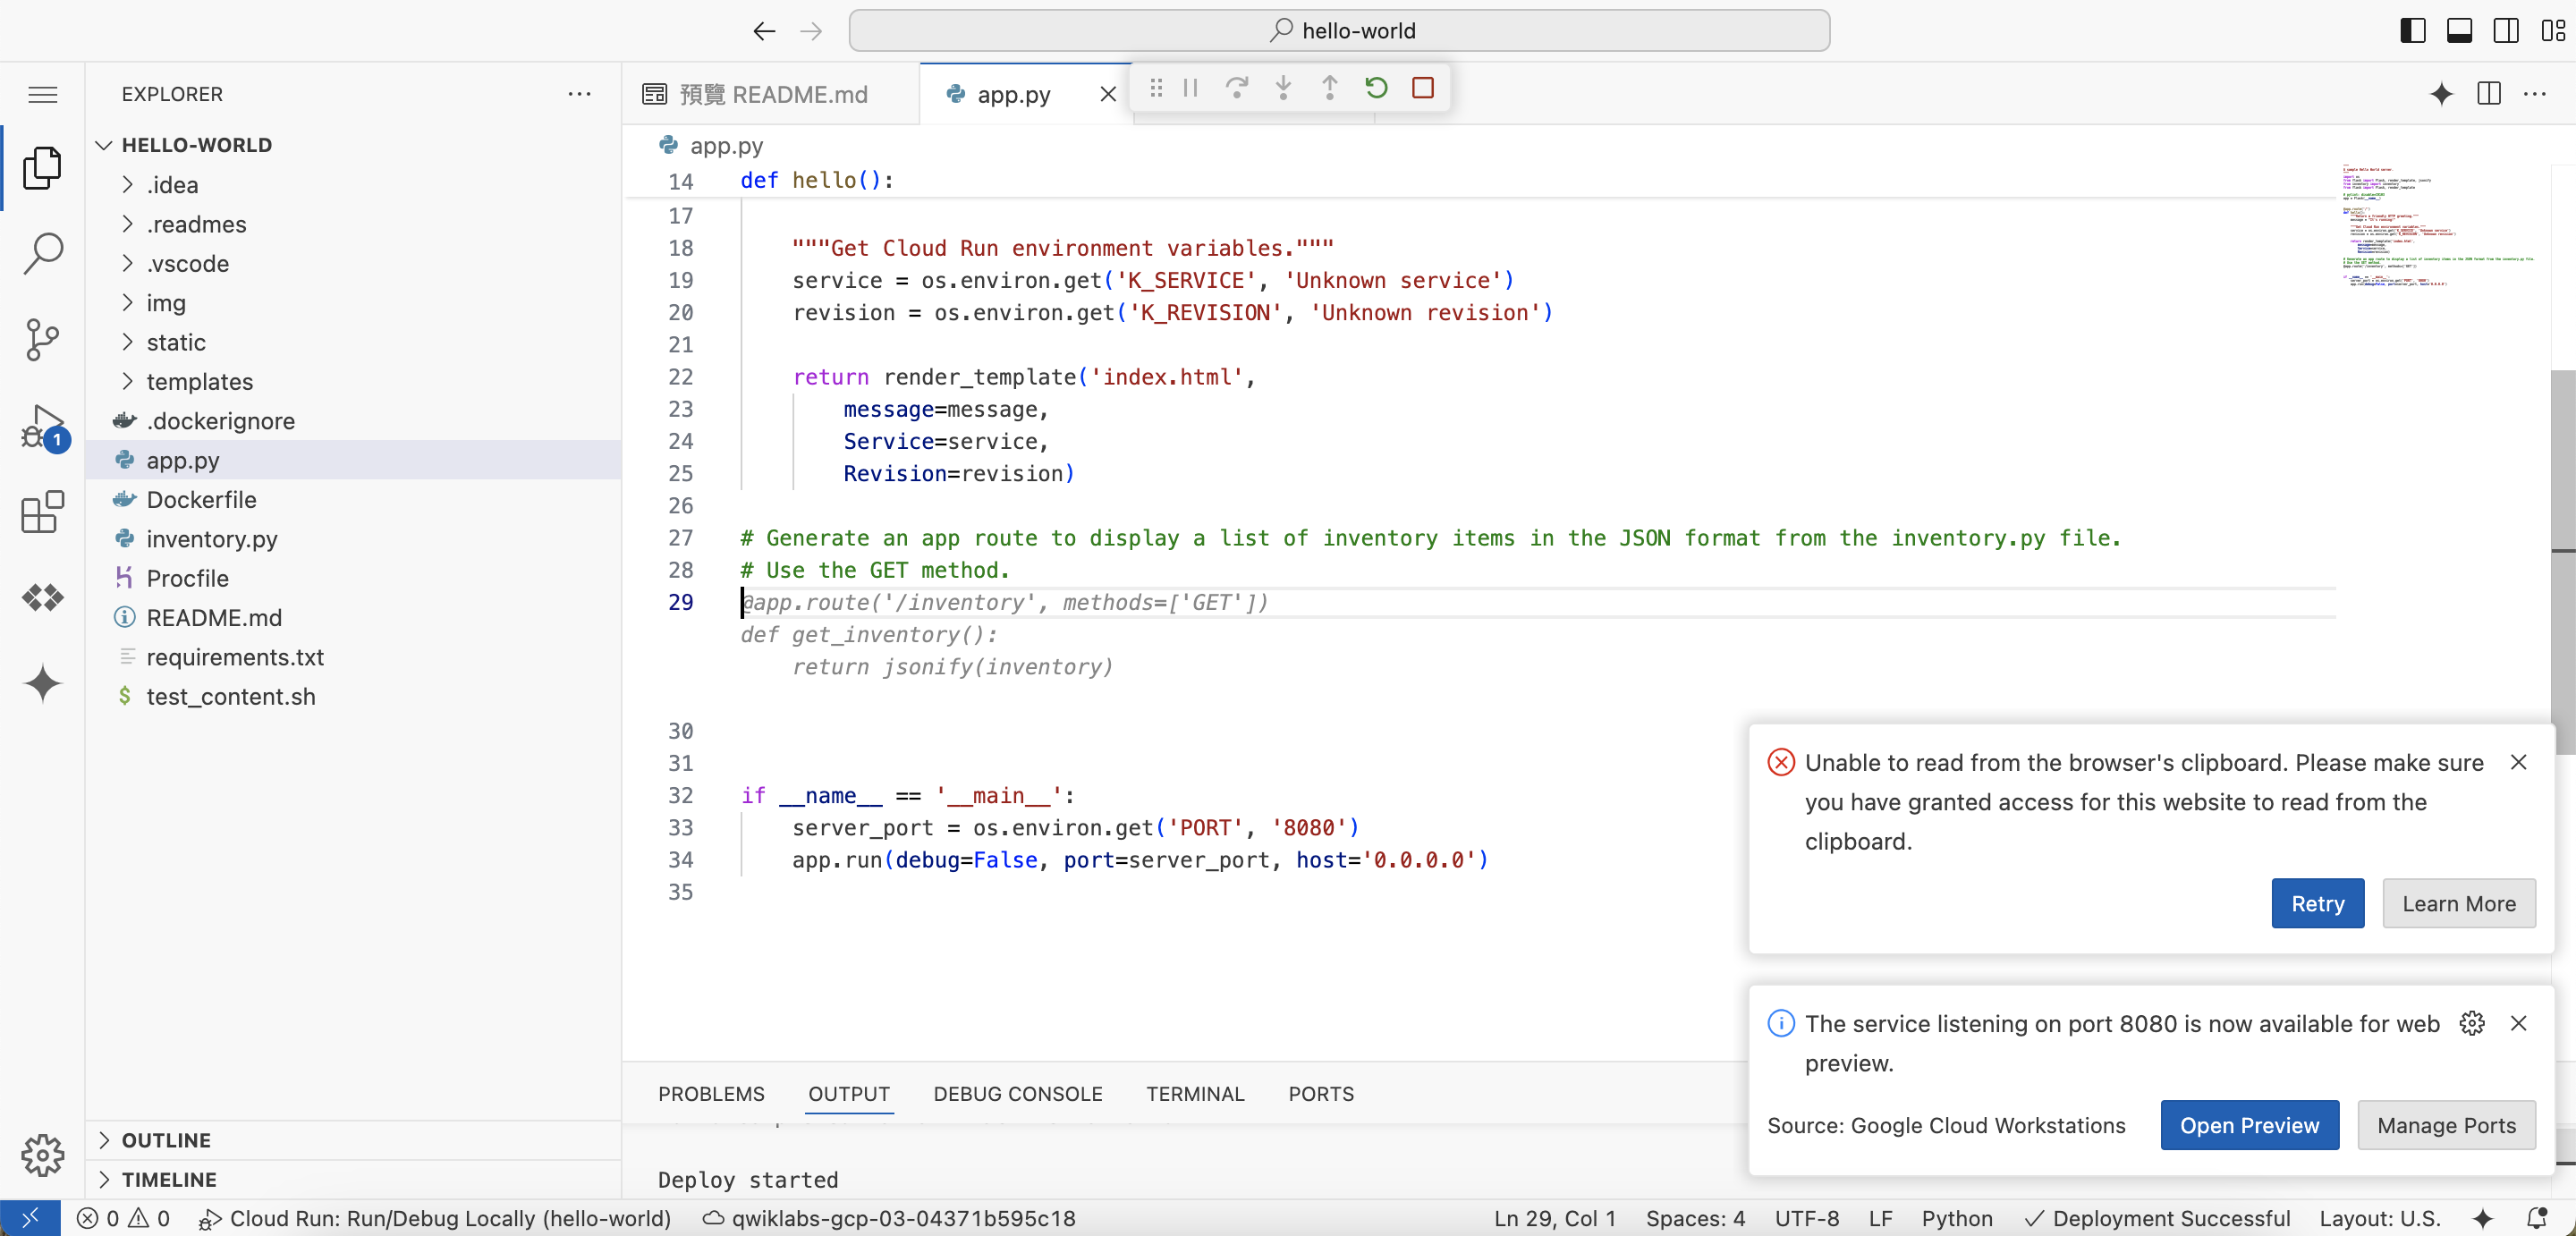 hello-world
EXPLORER
HELLO-WORLD
.idea
.readmes
.vscode
img
static
templates
.dockerignore
app.py
Dockerfile
inventory.py
Procfile
README.md
requirements.txt
test_content.sh
OUTLINE
TIMELINE
1
預覽 README.md
app.py
app.py
14 def hello():
17
18 """Get Cloud Run environment variables."""
19 service = os.environ.get('K_SERVICE', 'Unknown service')
20 revision = os.environ.get('K_REVISION', 'Unknown revision')
21
22 return render_template('index.html',
23 message=message,
24 Service=service,
25 Revision=revision)
26
27 # Generate an app route to display a list of inventory items in the JSON format from the inventory.py file.
28 # Use the GET method.
29 @app.route('/inventory', methods=['GET'])
def get_inventory():
return jsonify(inventory)
30
31
32 if __name__ == '__main__':
33 server_port = os.environ.get('PORT', '8080')
34 app.run(debug=False, port=server_port, host='0.0.0.0')
35
Unable to read from the browser's clipboard. Please make sure
you have granted access for this website to read from the
clipboard.
Retry
Learn More
The service listening on port 8080 is now available for web
preview.
Source: Google Cloud Workstations
Open Preview
Manage Ports
PROBLEMS
OUTPUT
DEBUG CONSOLE
TERMINAL
PORTS
Deploy started
0 0 Cloud Run: Run/Debug Locally (hello-world) qwiklabs-gcp-03-04371b595c18 Ln 29, Col 1 Spaces: 4 UTF-8 LF Python Deployment Successful Layout: U.S.